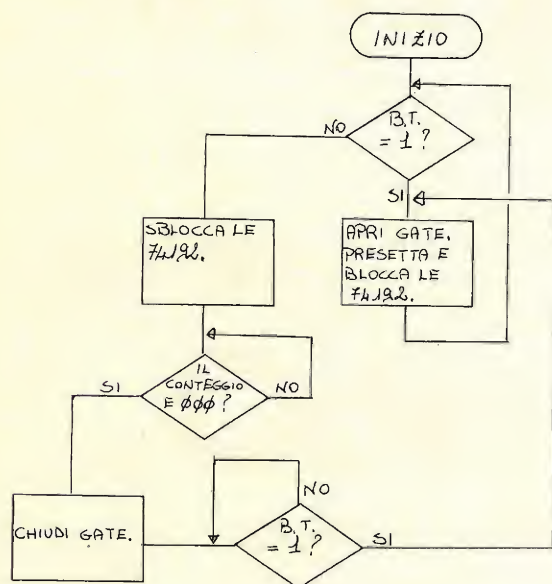 INIZIO
B.T.
= 1 ?
NO
SI
SBLOCCA LE
74192.
APRI GATE.
PRESETTA E
BLOCCA LE
74192.
IL
CONTEGGIO
E ØØØ ?
SI
NO
CHIUDI GATE.
NO
B.T.
= 1 ?
SI